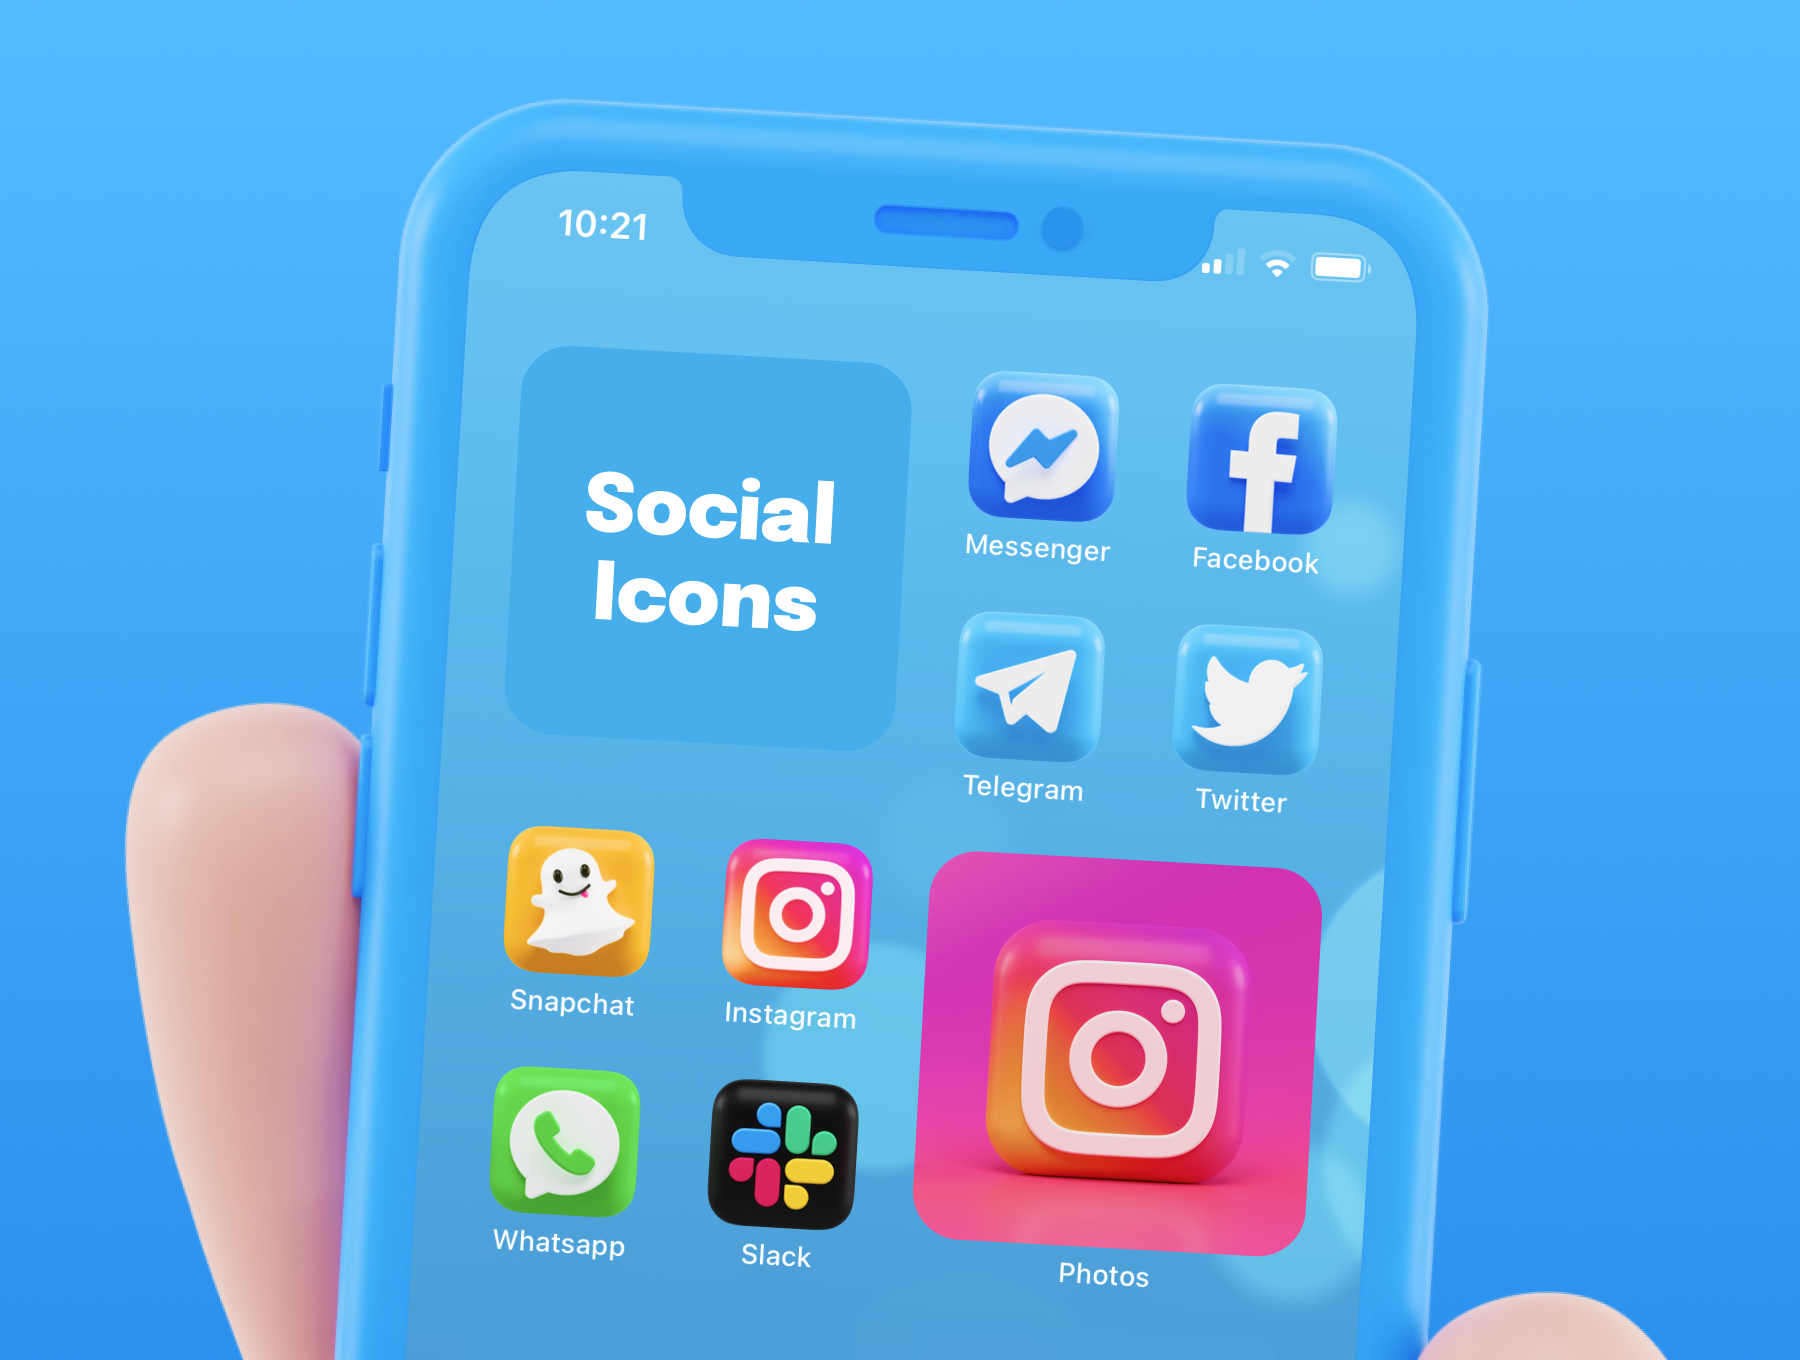 10:21
Social
Icons
Messenger
Facebook
Telegram
Twitter
Snapchat
Instagram
Whatsapp
Slack
Photos